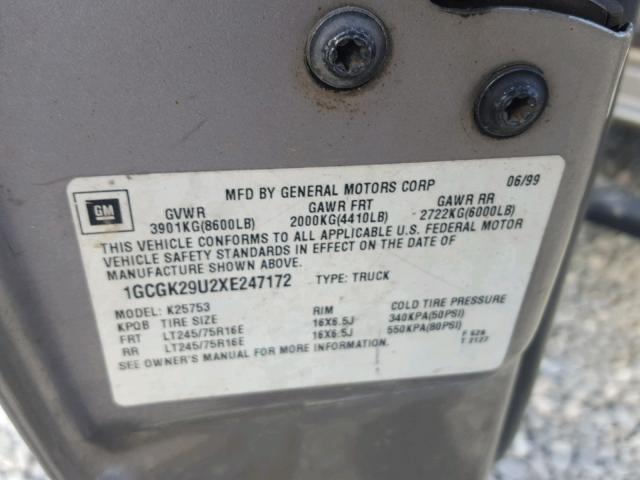 MFD BY GENERAL MOTORS CORP 06/99
GM
GVWR GAWR FRT GAWR RR
3901KG(8600LB) 2000KG(4410LB) 2722KG(6000LB)
THIS VEHICLE CONFORMS TO ALL APPLICABLE U.S. FEDERAL MOTOR
VEHICLE SAFETY STANDARDS IN EFFECT ON THE DATE OF
MANUFACTURE SHOWN ABOVE.
1GCGK29U2XE247172 TYPE: TRUCK
MODEL: K25753
KPQB TIRE SIZE RIM COLD TIRE PRESSURE
FRT LT245/75R16E 16X6.5J 340KPA(50PSI)
RR LT245/75R16E 16X6.5J 550KPA(80PSI)
SEE OWNER'S MANUAL FOR MORE INFORMATION.
F 626
T 2127